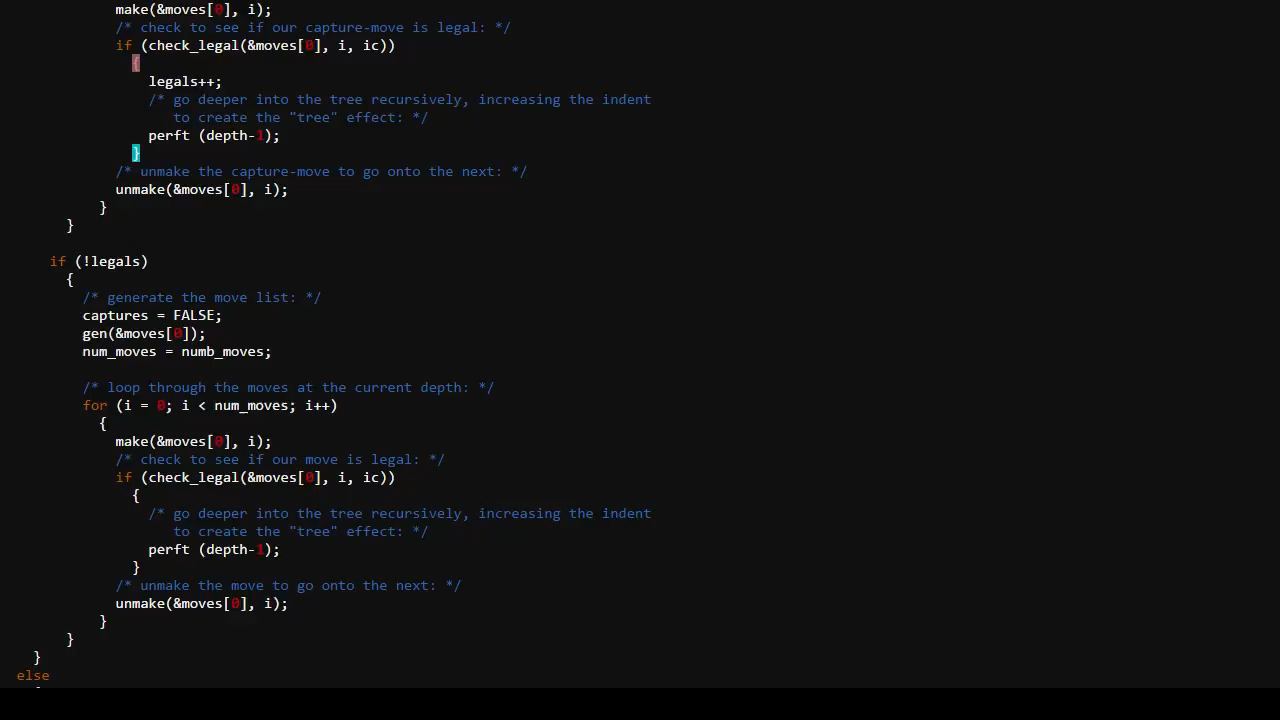 make(&moves[0], i);
/* check to see if our capture-move is legal: */
if (check_legal(&moves[0], i, ic))
{
legals++;
/* go deeper into the tree recursively, increasing the indent
to create the "tree" effect: */
perft (depth-1);
}
/* unmake the capture-move to go onto the next: */
unmake(&moves[0], i);
}
}
if (!legals)
{
/* generate the move list: */
captures = FALSE;
gen(&moves[0]);
num_moves = numb_moves;
/* loop through the moves at the current depth: */
for (i = 0; i < num_moves; i++)
{
make(&moves[0], i);
/* check to see if our move is legal: */
if (check_legal(&moves[0], i, ic))
{
/* go deeper into the tree recursively, increasing the indent
to create the "tree" effect: */
perft (depth-1);
}
/* unmake the move to go onto the next: */
unmake(&moves[0], i);
}
}
}
else